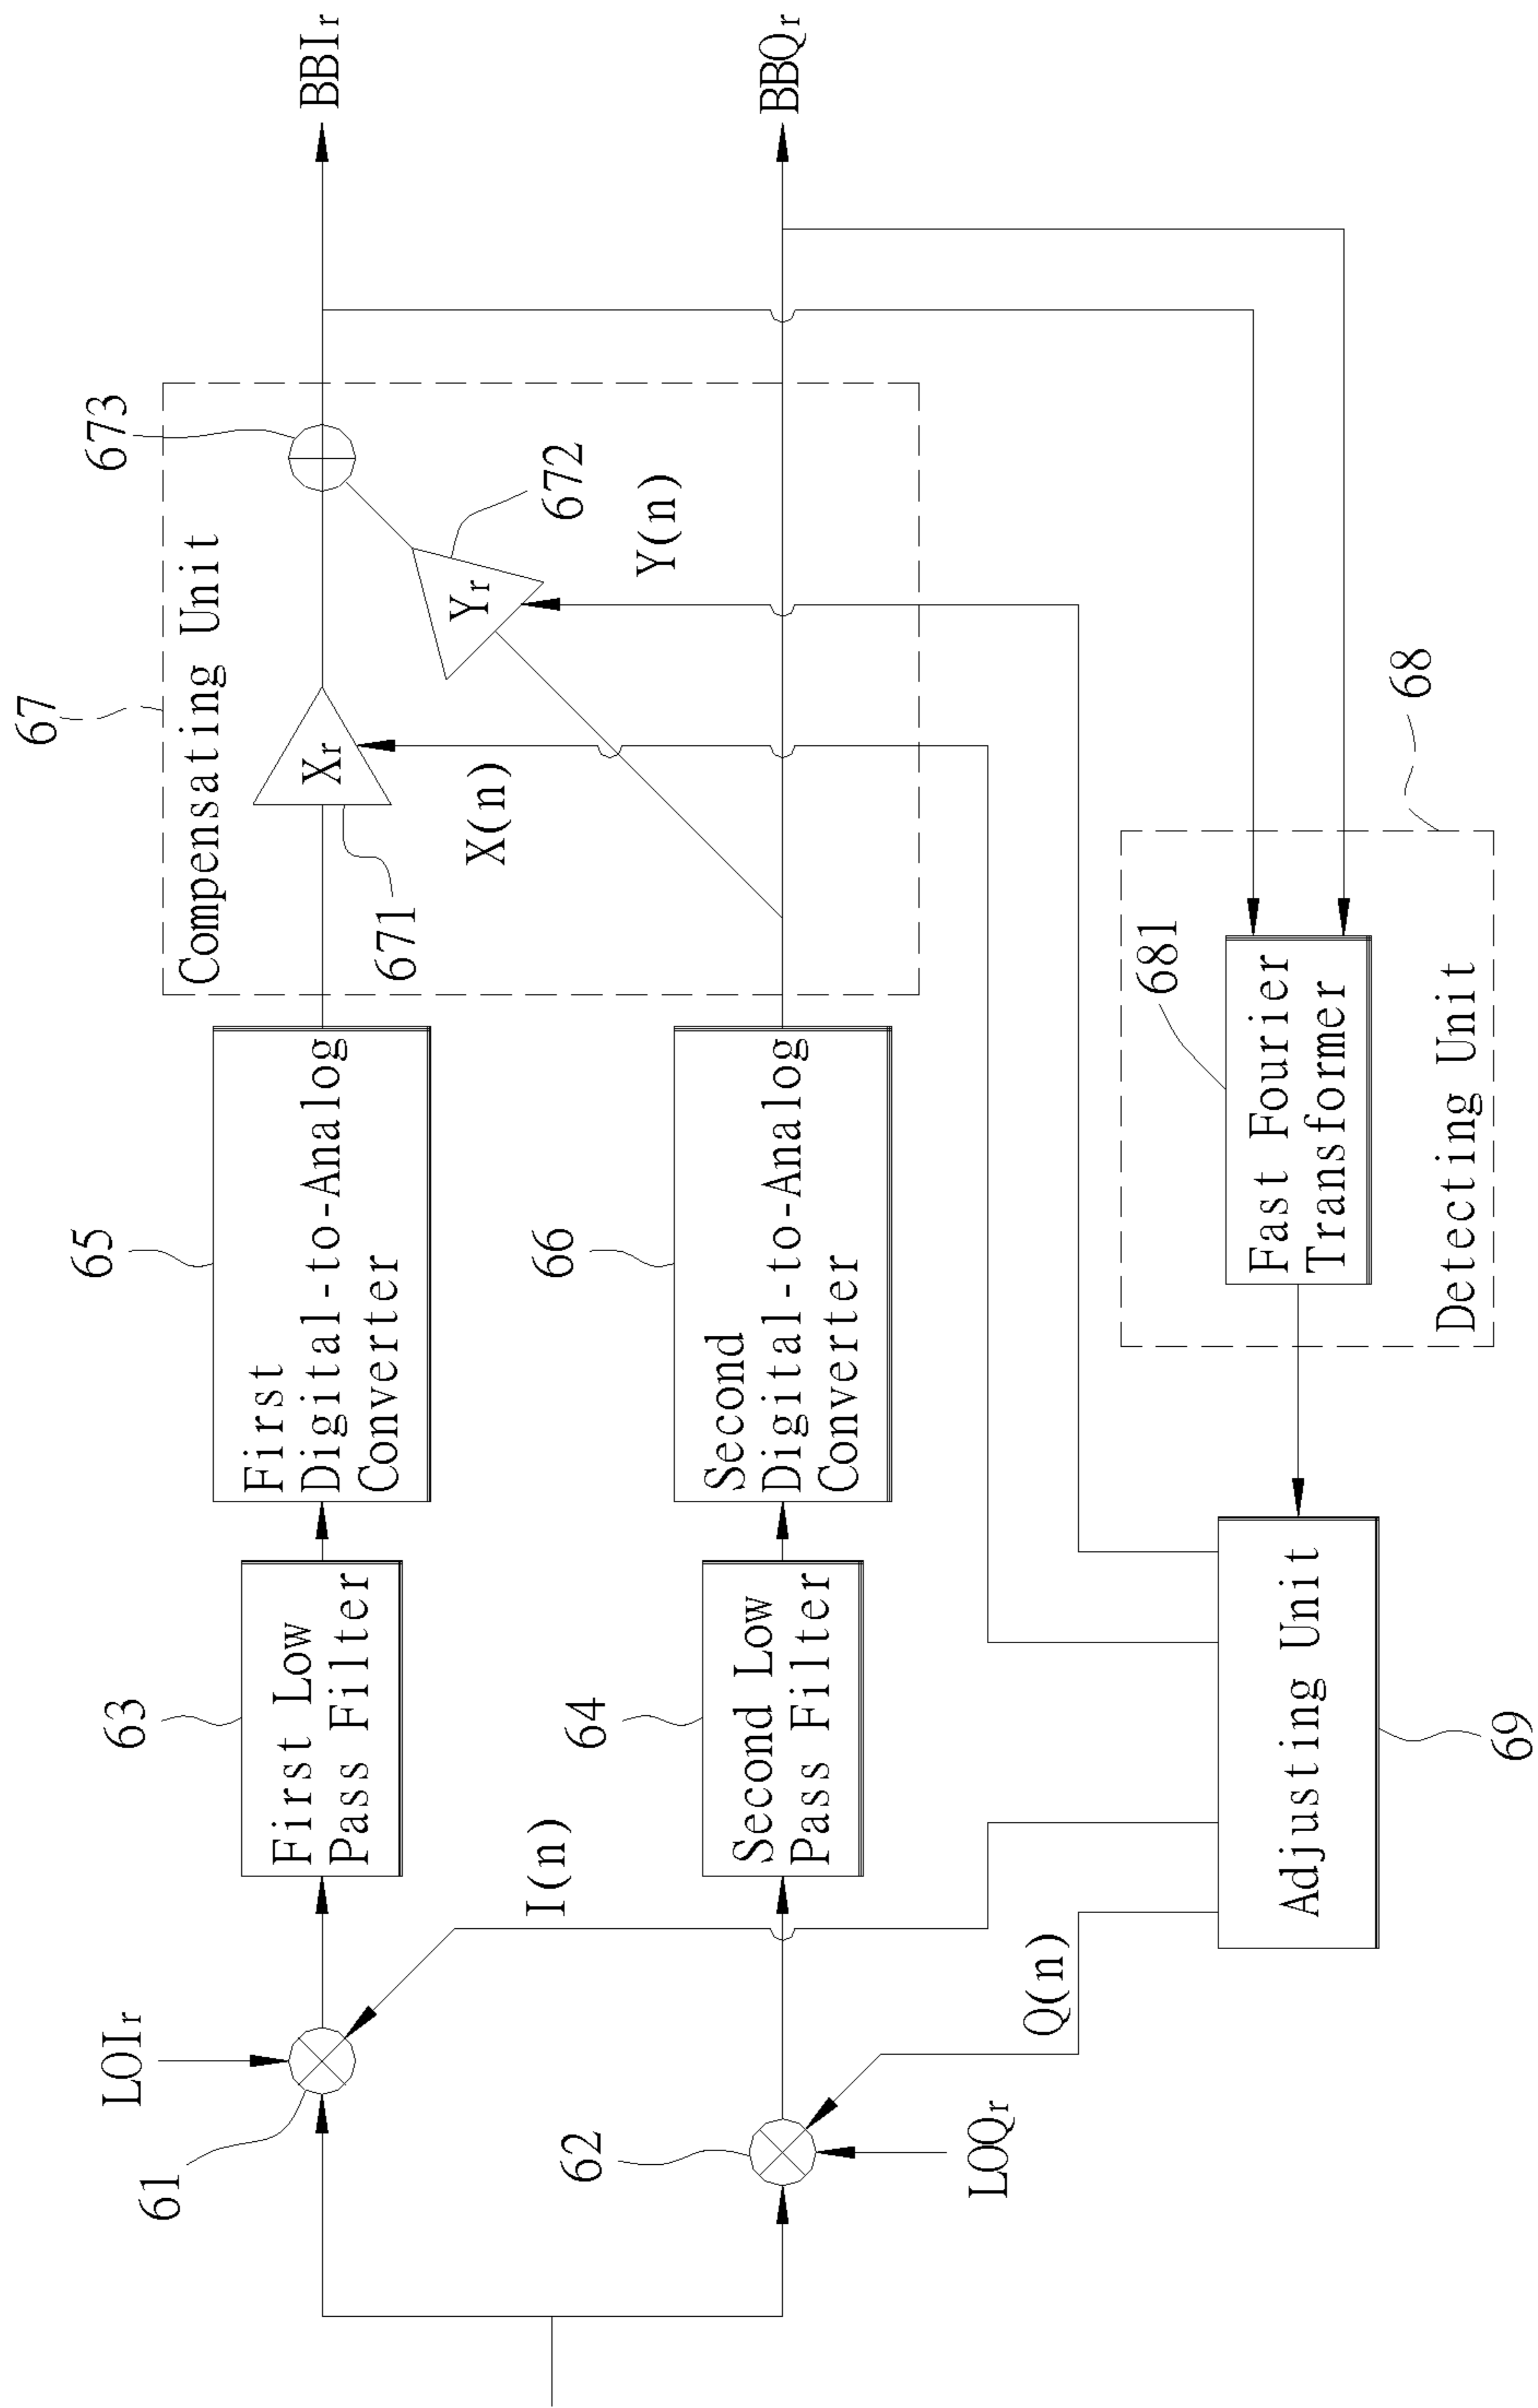 67
Compensating Unit
673
BBIr
65
First
Digital-to-Analog
Converter
63
First Low
Pass Filter
LOIr
61
Xr
671
X(n)
Yr
672
Y(n)
BBQr
66
Second
Digital-to-Analog
Converter
64
Second Low
Pass Filter
I(n)
62
LOQr
Q(n)
Adjusting Unit
69
681
Fast Fourier
Transformer
Detecting Unit
68